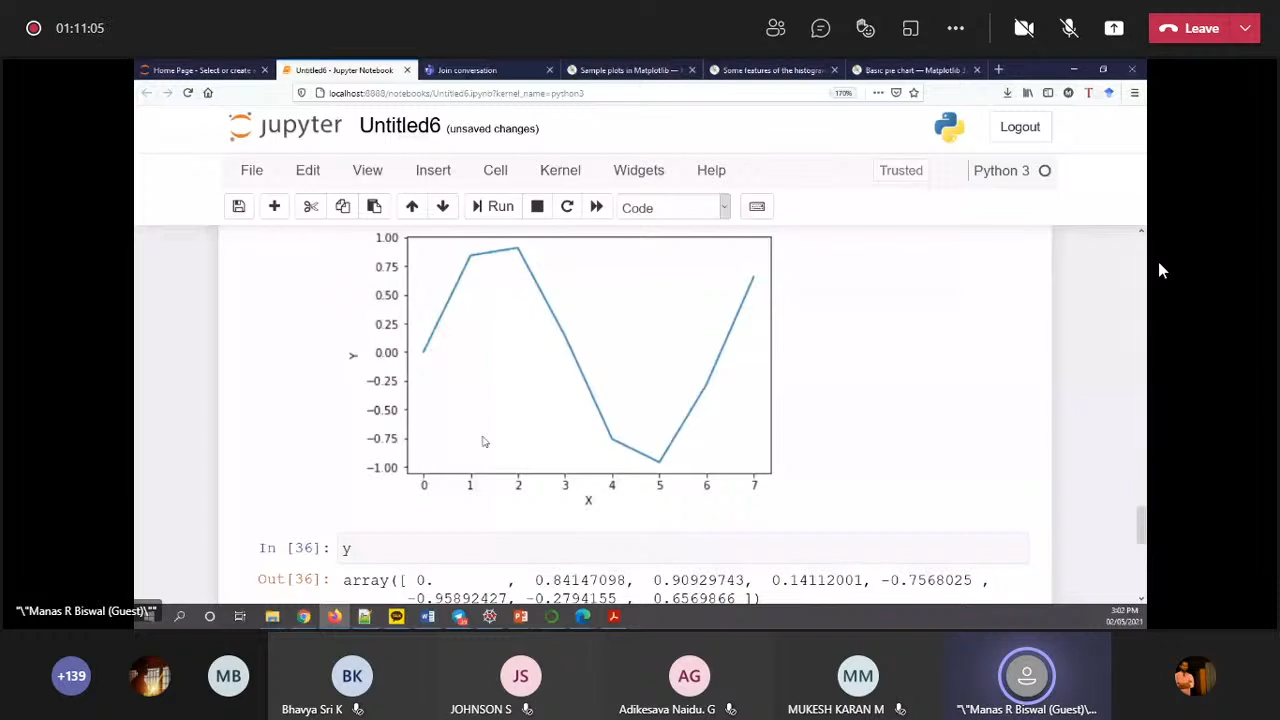 01:11:05
Leave
Home Page - Select or create
Untitled6 - Jupyter Notebook
Join conversation
Sample plots in Matplotlib —
Some features of the histogra
Basic pie chart — Matplotlib
localhost:8888/notebooks/Untitled6.ipynb?kernel_name=python3
170%
jupyter
Untitled6 (unsaved changes)
Logout
File Edit View Insert Cell Kernel Widgets Help
Trusted
Python 3
Run
Code
1.00
0.75
0.50
0.25
0.00
−0.25
−0.50
−0.75
−1.00
Y
0 1 2 3 4 5 6 7
X
In [36]: y
Out[36]: array([ 0. , 0.84147098, 0.90929743, 0.14112001, -0.7568025 ,
-0.95892427, -0.2794155 , 0.6569866 ])
"\"Manas R Biswal (Guest)\""
3:02 PM
02/05/2021
+139
MB
BK
JS
AG
MM
Bhavya Sri K
JOHNSON S
Adikesava Naidu. G
MUKESH KARAN M
"\"Manas R Biswal (Guest)\...